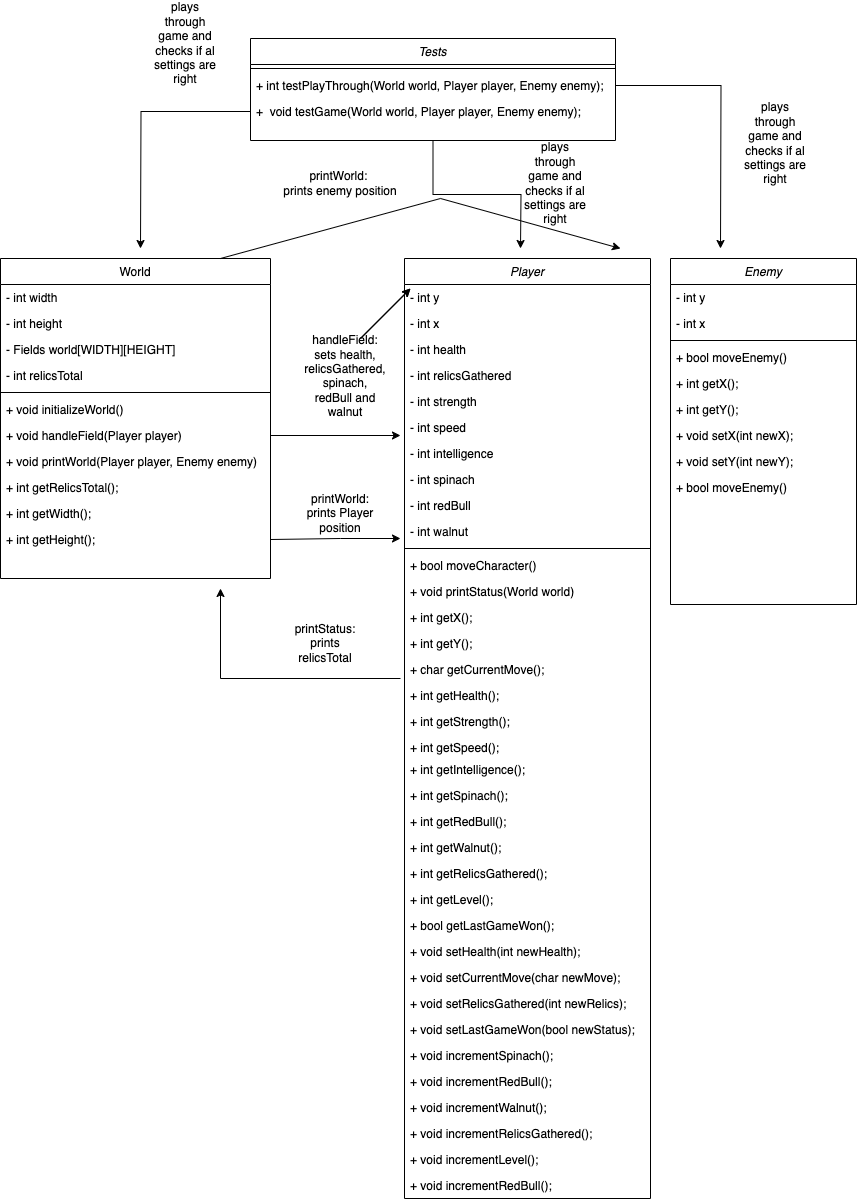 plays
through
game and
checks if al
settings are
right
Tests
+ int testPlayThrough(World world, Player player, Enemy enemy);
+ void testGame(World world, Player player, Enemy enemy);
plays
through
game and
checks if al
settings are
right
printWorld:
prints enemy position
plays
through
game and
checks if al
settings are
right
World
- int width
- int height
- Fields world[WIDTH][HEIGHT]
- int relicsTotal
+ void initializeWorld()
+ void handleField(Player player)
+ void printWorld(Player player, Enemy enemy)
+ int getRelicsTotal();
+ int getWidth();
+ int getHeight();
handleField:
sets health,
relicsGathered,
spinach,
redBull and
walnut
printWorld:
prints Player
position
printStatus:
prints
relicsTotal
Player
- int y
- int x
- int health
- int relicsGathered
- int strength
- int speed
- int intelligence
- int spinach
- int redBull
- int walnut
+ bool moveCharacter()
+ void printStatus(World world)
+ int getX();
+ int getY();
+ char getCurrentMove();
+ int getHealth();
+ int getStrength();
+ int getSpeed();
+ int getIntelligence();
+ int getSpinach();
+ int getRedBull();
+ int getWalnut();
+ int getRelicsGathered();
+ int getLevel();
+ bool getLastGameWon();
+ void setHealth(int newHealth);
+ void setCurrentMove(char newMove);
+ void setRelicsGathered(int newRelics);
+ void setLastGameWon(bool newStatus);
+ void incrementSpinach();
+ void incrementRedBull();
+ void incrementWalnut();
+ void incrementRelicsGathered();
+ void incrementLevel();
+ void incrementRedBull();
Enemy
- int y
- int x
+ bool moveEnemy()
+ int getX();
+ int getY();
+ void setX(int newX);
+ void setY(int newY);
+ bool moveEnemy()